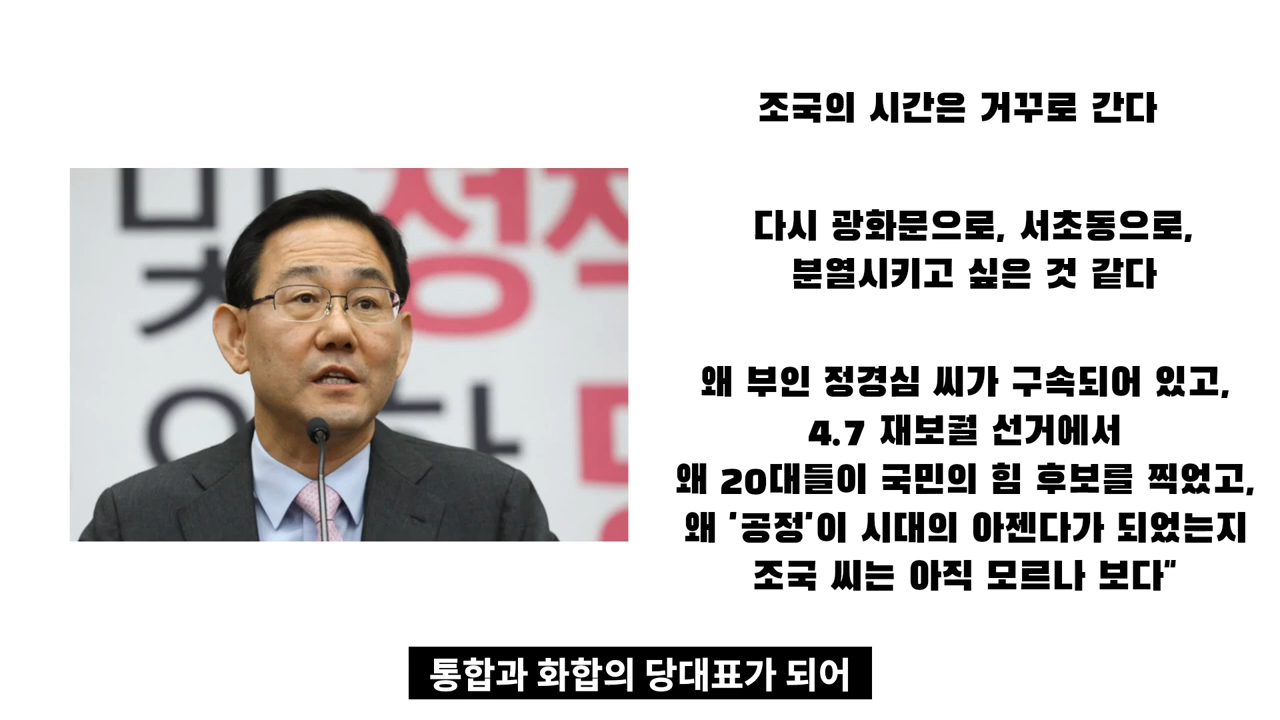 조국의 시간은 거꾸로 간다
다시 광화문으로, 서초동으로,
분열시키고 싶은 것 같다
왜 부인 정경심 씨가 구속되어 있고,
4.7 재보궐 선거에서
왜 20대들이 국민의 힘 후보를 찍었고,
왜 '공정'이 시대의 아젠다가 되었는지
조국 씨는 아직 모르나 보다"
통합과 화합의 당대표가 되어